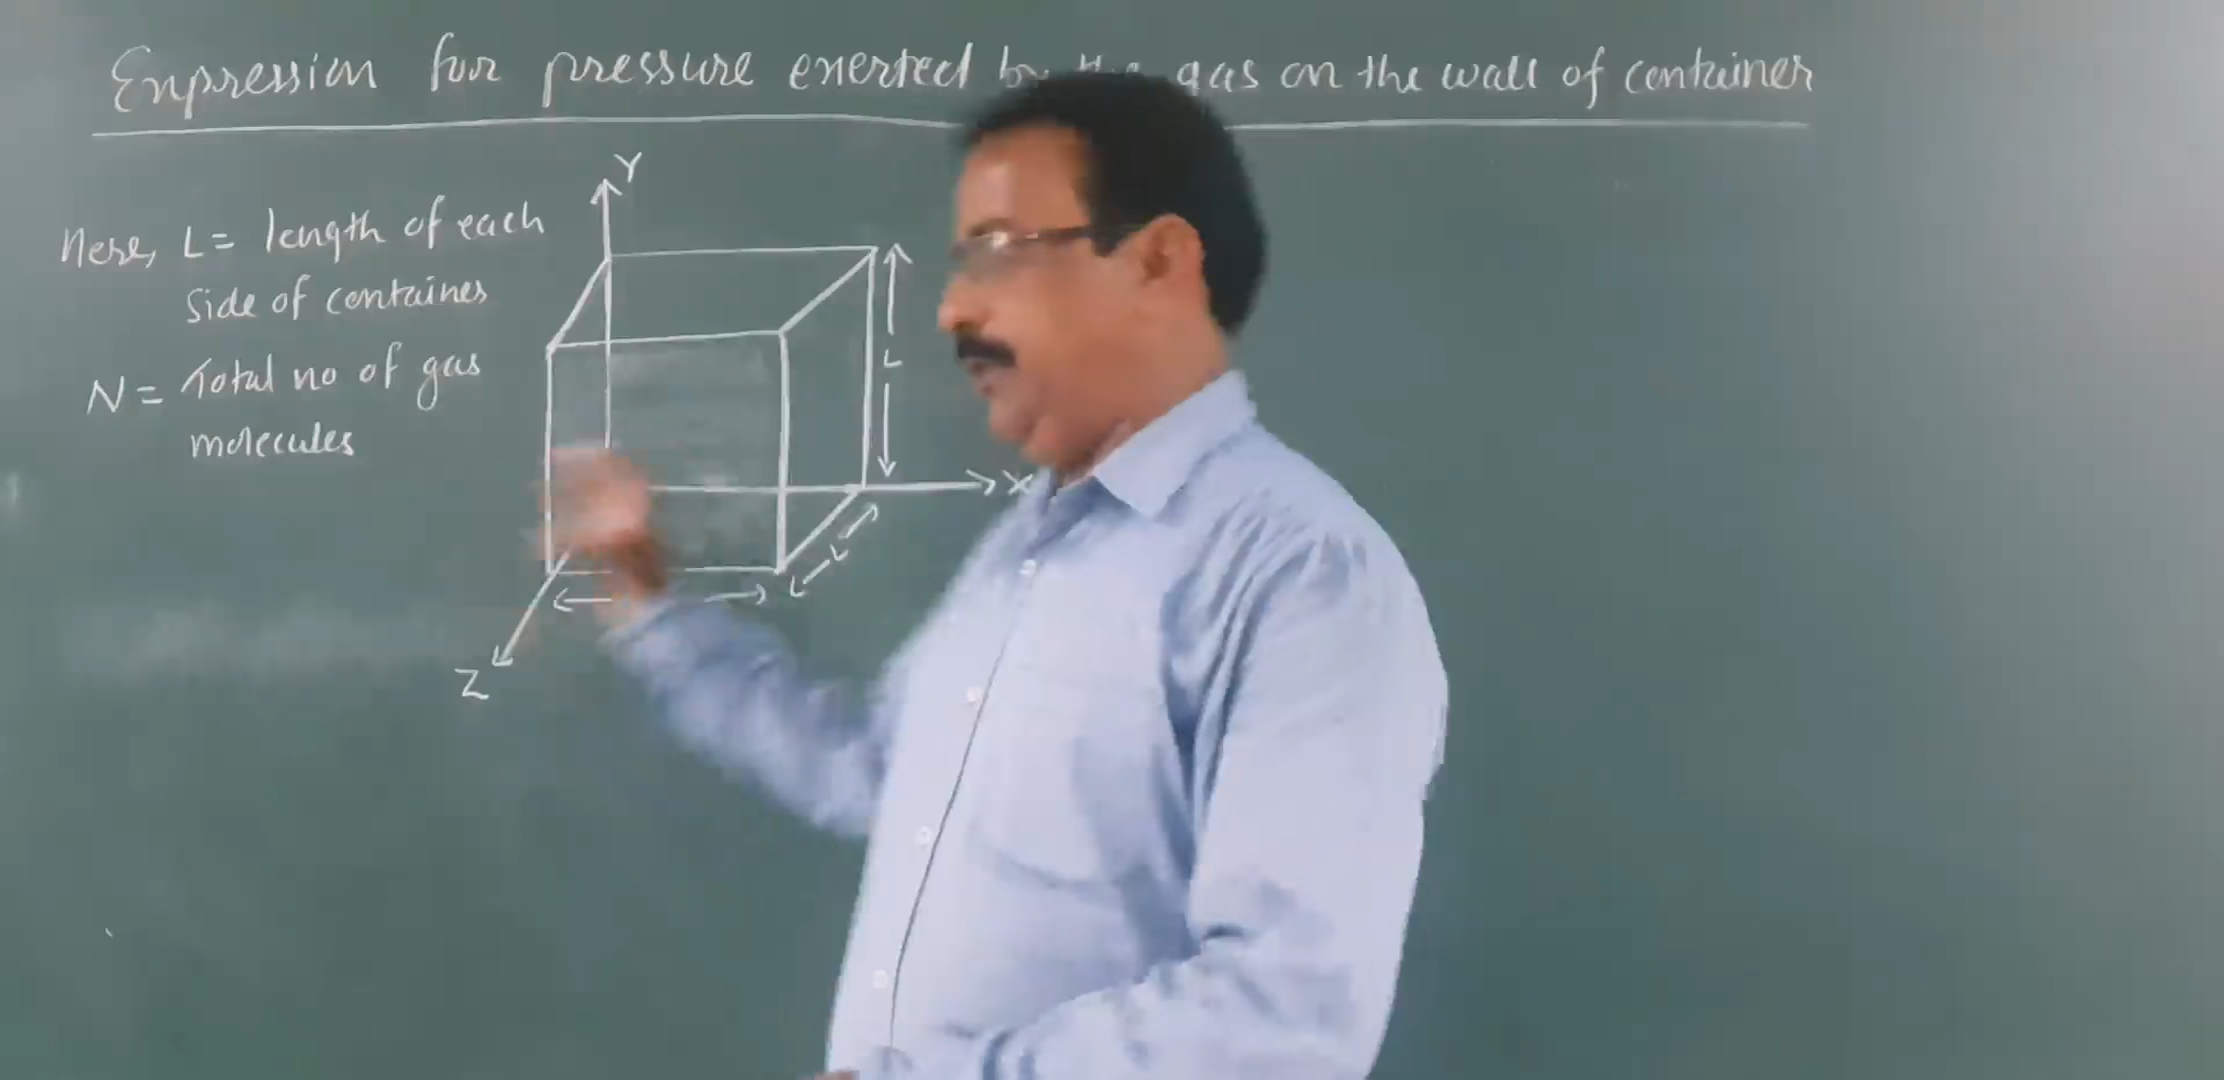 Expression for pressure exerted by the gas on the wall of container
Here, L = length of each
side of container
N = Total no of gas
molecules
Y
L
X
L
Z